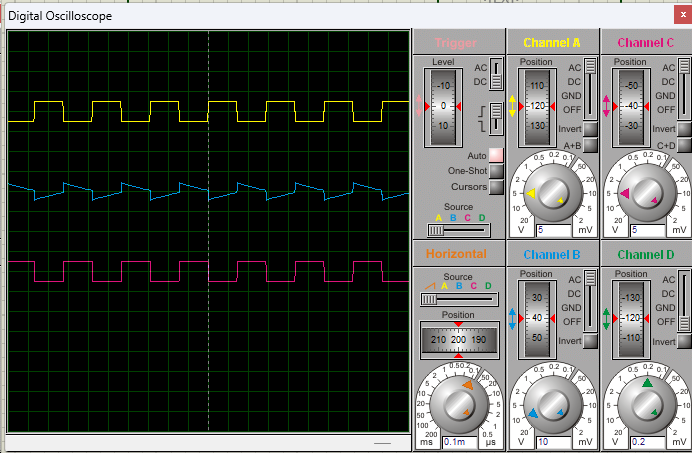 Digital Oscilloscope
x
Trigger
Level
AC
DC
-10
0
10
Auto
One-Shot
Cursors
Source
A B C D
Channel A
Position
AC
DC
GND
OFF
110
-120
-130
Invert
A+B
0.2
0.5 0.1
1 50
2 20
5 10
10 5
20 2
V 5 mV
Channel C
Position
AC
DC
GND
OFF
-50
-40
-30
Invert
C+D
0.2
0.5 0.1
1 50
2 20
5 10
10 5
20 2
V 5 mV
Horizontal
Source
A B C D
Position
210 200 190
1 0.5 0.2
2 0.1
5 50
10 20
20 10
50 5
100 2
200 1
0.5
ms 0.1m µs
Channel B
Position
AC
DC
GND
OFF
30
40
50
Invert
0.2
0.5 0.1
1 50
2 20
5 10
10 5
20 2
V 10 mV
Channel D
Position
AC
DC
GND
OFF
-130
-120
-110
Invert
0.2
0.5 0.1
1 50
2 20
5 10
10 5
20 2
V 0.2 mV